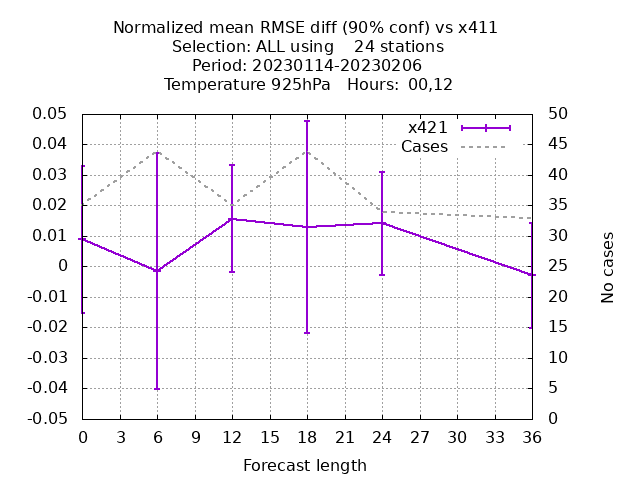 Normalized mean RMSE diff (90% conf) vs x411
Selection: ALL using    24 stations
Period: 20230114-20230206
Temperature 925hPa   Hours:  00,12
x421
Cases
0.05
0.04
0.03
0.02
0.01
0
-0.01
-0.02
-0.03
-0.04
-0.05
50
45
40
35
30
25
20
15
10
5
0
No cases
0 3 6 9 12 15 18 21 24 27 30 33 36
Forecast length